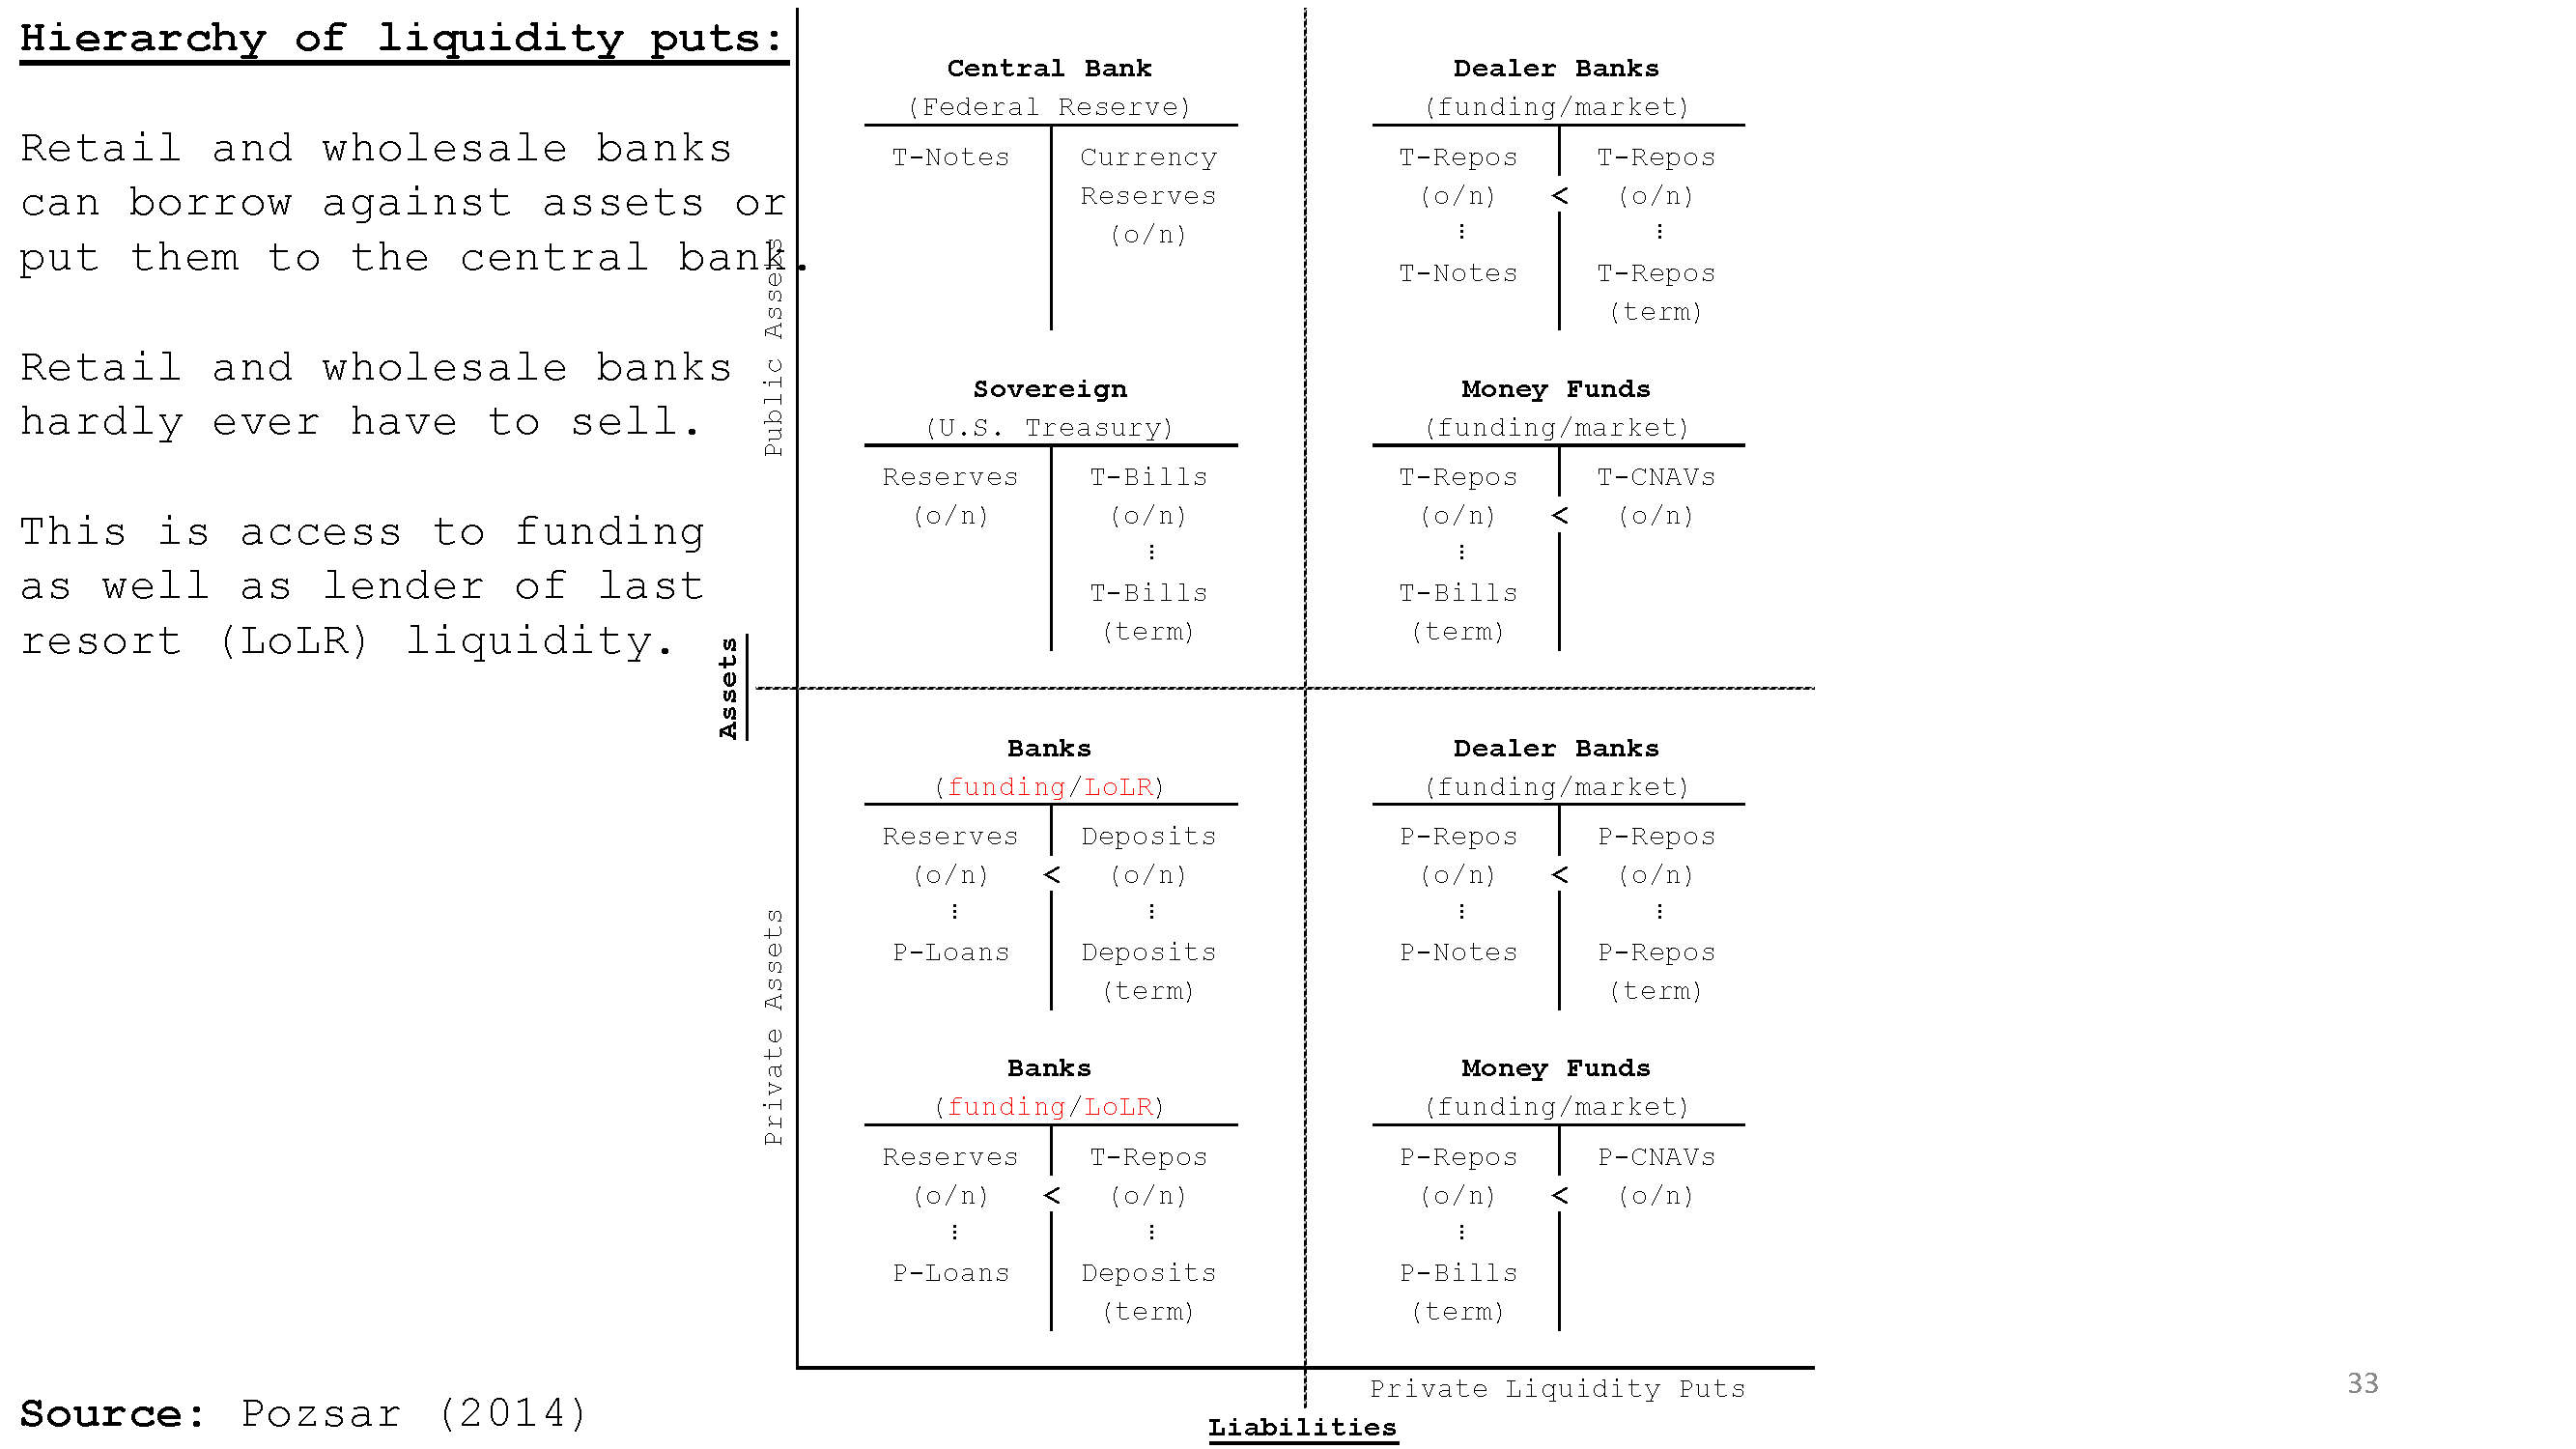 Hierarchy of liquidity puts:
Retail and wholesale banks
can borrow against assets or
put them to the central bank.
Retail and wholesale banks
hardly ever have to sell.
This is access to funding
as well as lender of last
resort (LoLR) liquidity.
Source: Pozsar (2014)
Assets
Public Assets
Private Assets
Central Bank
(Federal Reserve)
T-Notes Currency
Reserves
(o/n)
Dealer Banks
(funding/market)
T-Repos T-Repos
(o/n) < (o/n)
⋮ ⋮
T-Notes T-Repos
(term)
Sovereign
(U.S. Treasury)
Reserves T-Bills
(o/n) (o/n)
⋮
T-Bills
(term)
Money Funds
(funding/market)
T-Repos T-CNAVs
(o/n) < (o/n)
⋮
T-Bills
(term)
Banks
(funding/LoLR)
Reserves Deposits
(o/n) < (o/n)
⋮ ⋮
P-Loans Deposits
(term)
Dealer Banks
(funding/market)
P-Repos P-Repos
(o/n) < (o/n)
⋮ ⋮
P-Notes P-Repos
(term)
Banks
(funding/LoLR)
Reserves T-Repos
(o/n) < (o/n)
⋮ ⋮
P-Loans Deposits
(term)
Money Funds
(funding/market)
P-Repos P-CNAVs
(o/n) < (o/n)
⋮
P-Bills
(term)
Private Liquidity Puts
Liabilities
33